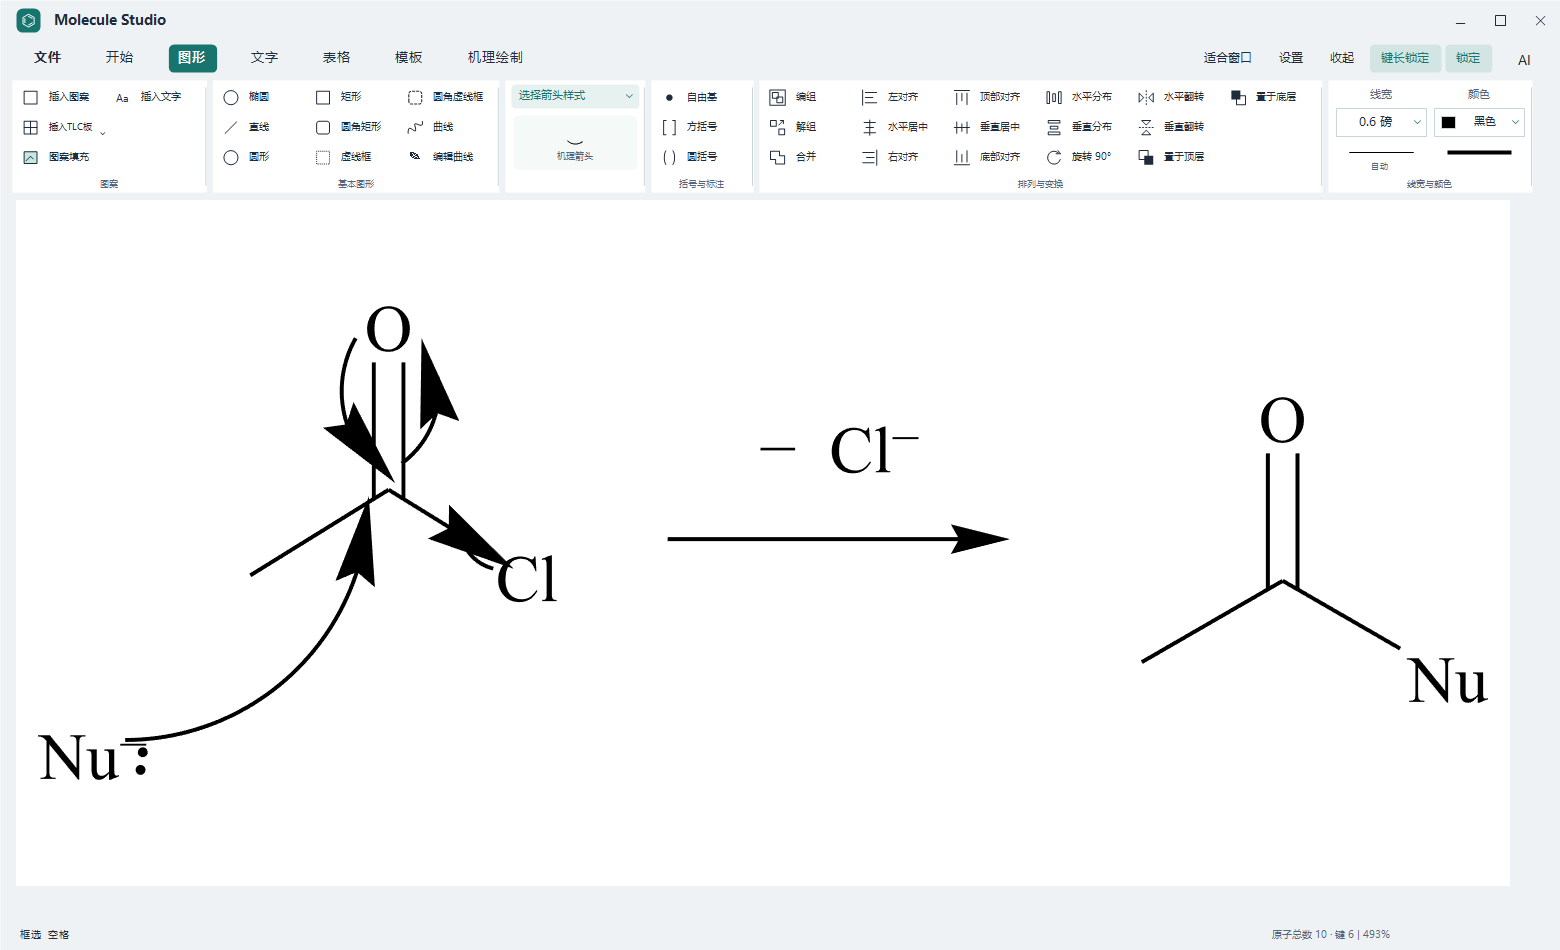 Molecule Studio
文件 开始 图形 文字 表格 模板 机理绘制 适合窗口 设置 收起 键长锁定 锁定 AI
插入图案 Aa 插入文字
插入TLC板
图案填充
图案
椭圆 矩形 圆角虚线框
直线 圆角矩形 曲线
圆形 虚线框 编辑曲线
基本图形
选择箭头样式
机理箭头
自由基
[ ] 方括号
( ) 圆括号
括号与标注
编组 左对齐 顶部对齐 水平分布 水平翻转 置于底层
解组 水平居中 垂直居中 垂直分布 垂直翻转
合并 右对齐 底部对齐 旋转 90° 置于顶层
排列与变换
线宽 颜色
0.6 磅 黑色
自动
线宽与颜色
O
Cl
Nu⁻:
− Cl⁻
O
Nu
框选 空格
原子总数 10 · 键 6 | 493%